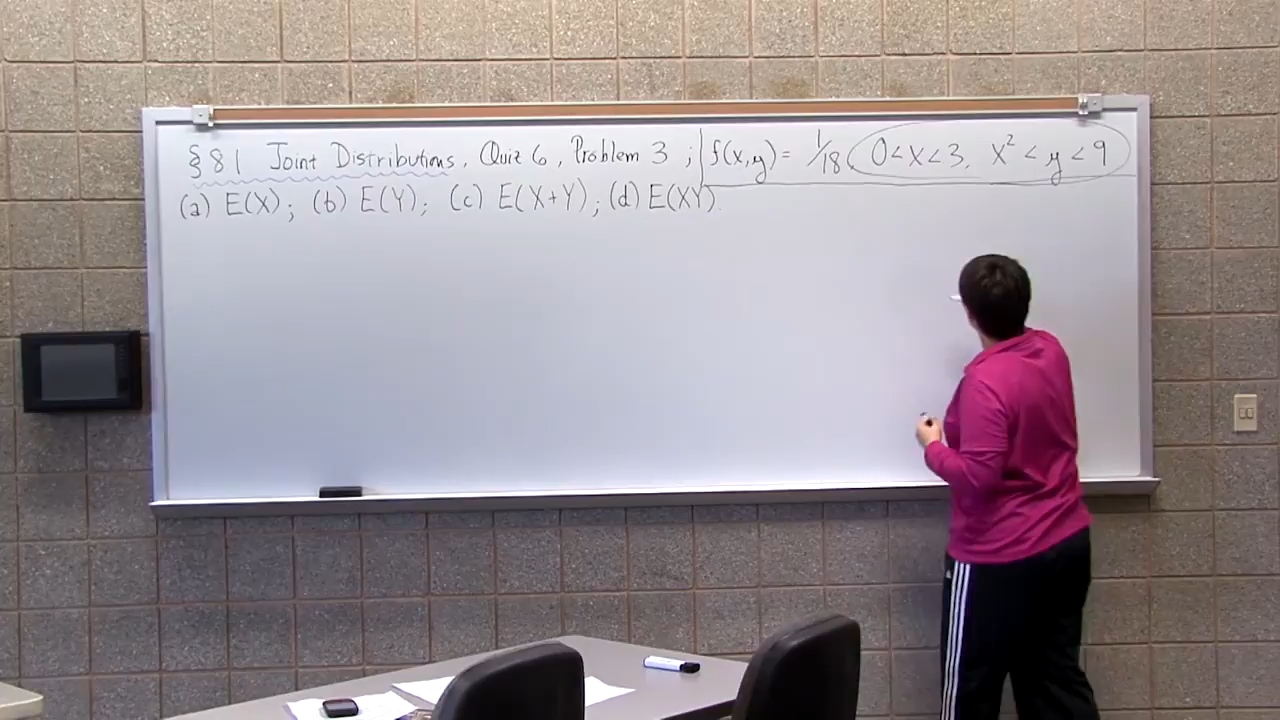 § 8.1 Joint Distributions, Quiz 6, Problem 3 ; f(x,y) = 1/18, 0<x<3, x² < y < 9
(a) E(X); (b) E(Y); (c) E(X+Y); (d) E(XY).